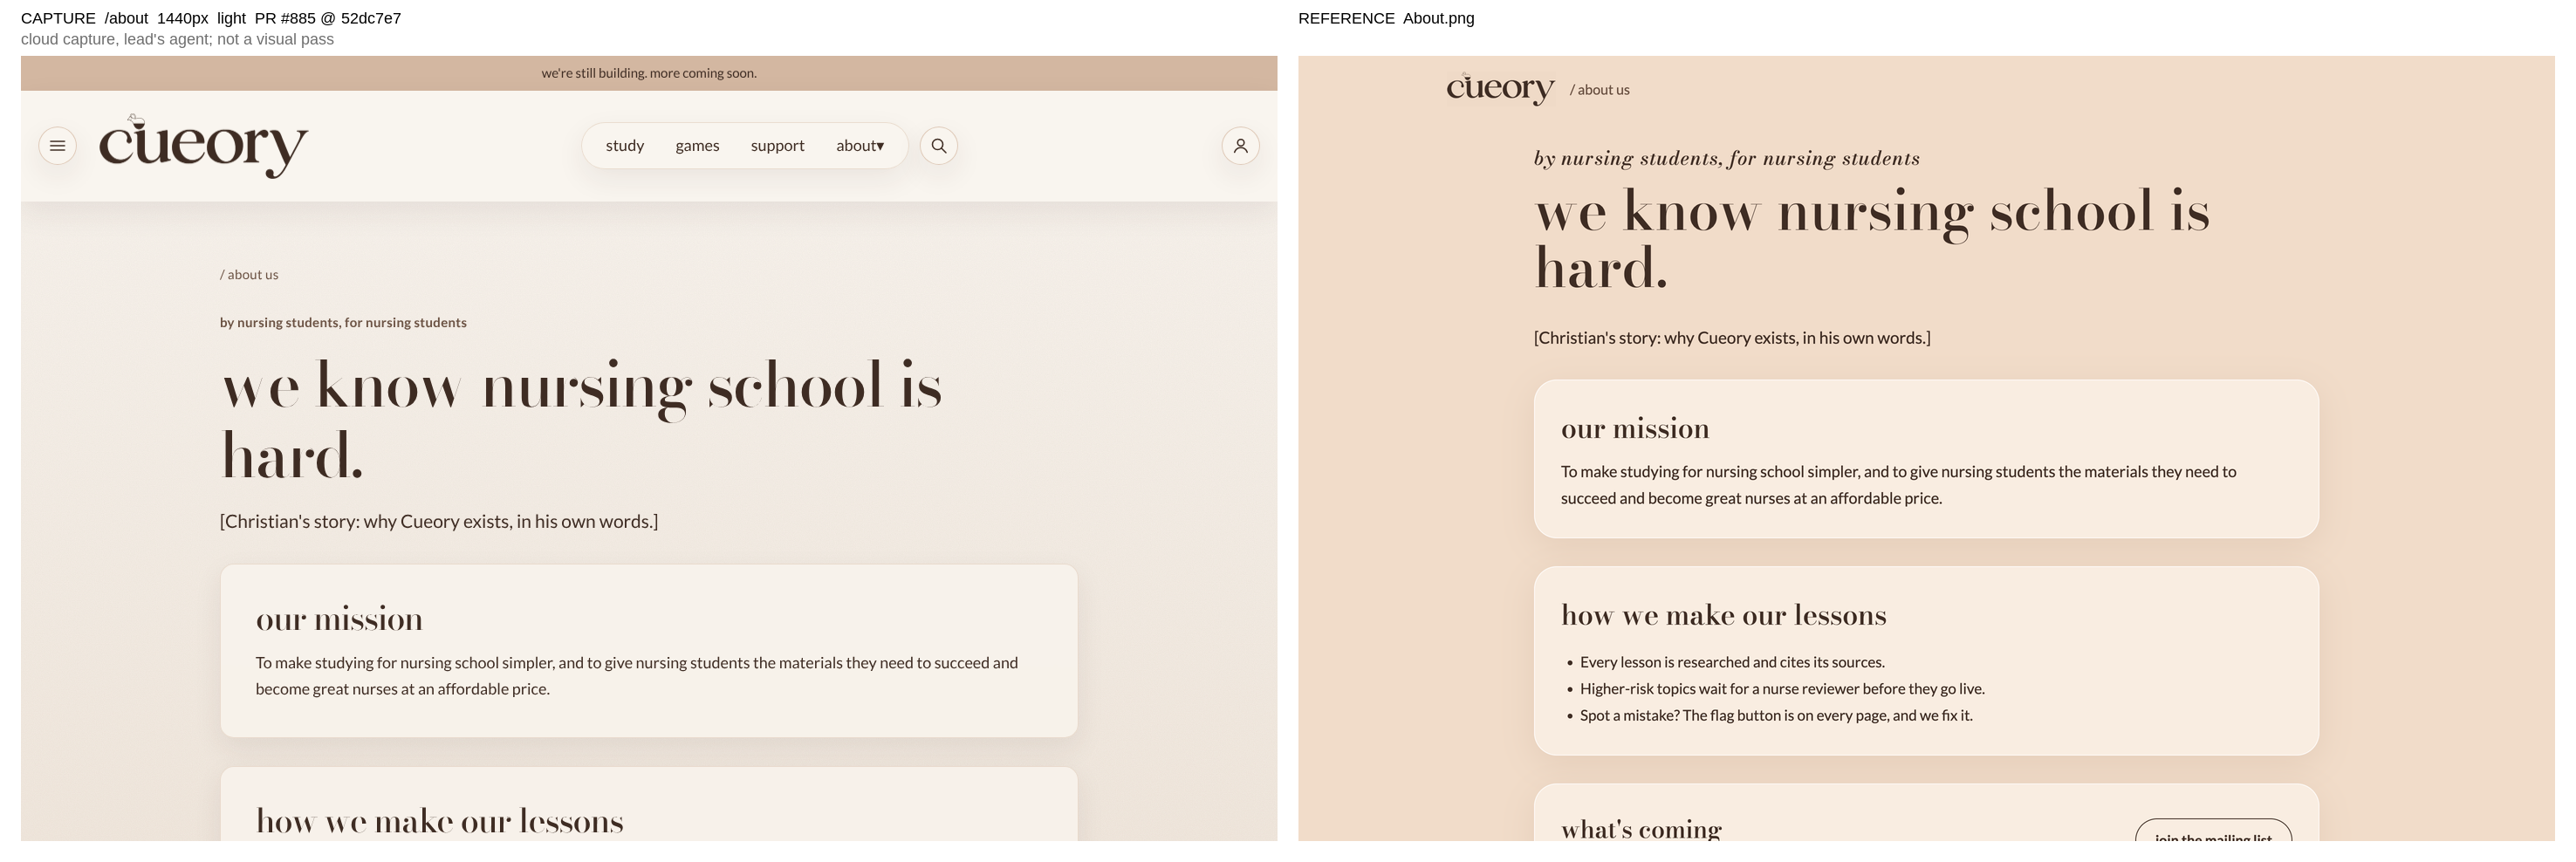 CAPTURE /about 1440px light PR #885 @ 52dc7e7
cloud capture, lead's agent; not a visual pass
we're still building. more coming soon.
cueory
study games support about▾
/ about us
by nursing students, for nursing students
we know nursing school is
hard.
[Christian's story: why Cueory exists, in his own words.]
our mission
To make studying for nursing school simpler, and to give nursing students the materials they need to succeed and
become great nurses at an affordable price.
how we make our lessons
REFERENCE About.png
cueory / about us
by nursing students, for nursing students
we know nursing school is
hard.
[Christian's story: why Cueory exists, in his own words.]
our mission
To make studying for nursing school simpler, and to give nursing students the materials they need to
succeed and become great nurses at an affordable price.
how we make our lessons
• Every lesson is researched and cites its sources.
• Higher-risk topics wait for a nurse reviewer before they go live.
• Spot a mistake? The flag button is on every page, and we fix it.
what's coming
join the mailing list